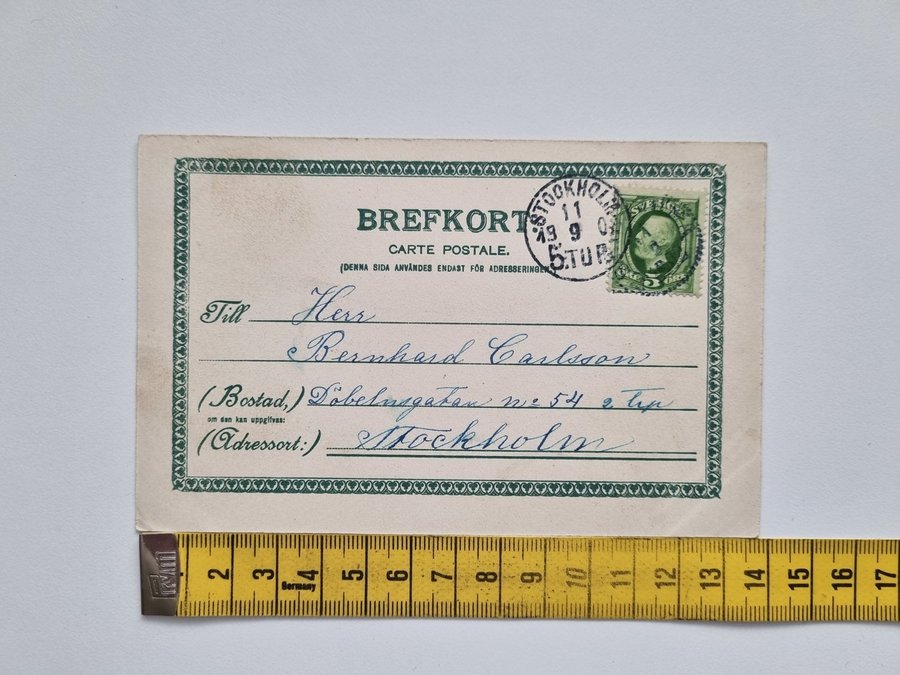 BREFKORT
CARTE POSTALE.
(DENNA SIDA ANVÄNDES ENDAST FÖR ADRESSERINGEN
STOCKHOLM
11
19 9 0
5.TUR
SVERIGE
5
Till Herr
Bernhard Carlsson
(Bostad,) Döbelnsgatan no 54 2 trp
om den kan uppgifvas:
(Adressort:) Stockholm
2 3 4 5 6 7 8 9 10 11 12 13 14 15 16 17
Germany